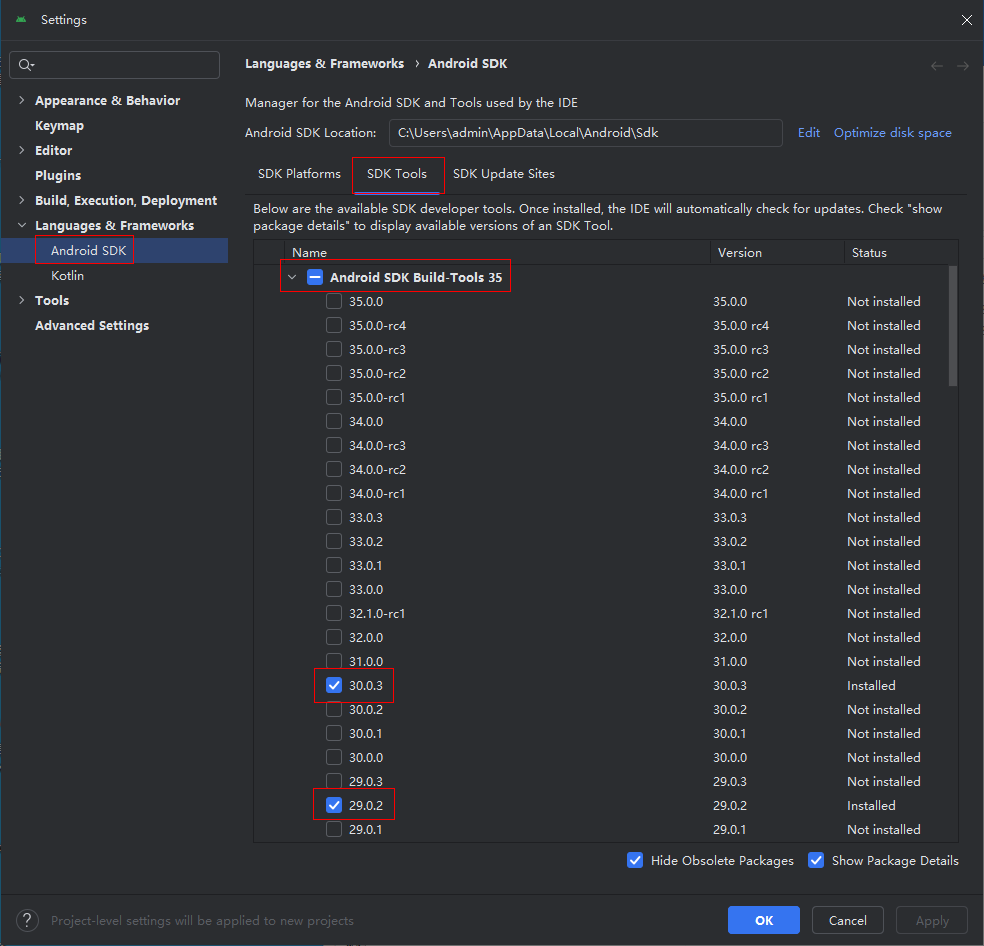 Settings
Languages & Frameworks › Android SDK
Appearance & Behavior
Keymap
Editor
Plugins
Build, Execution, Deployment
Languages & Frameworks
Android SDK
Kotlin
Tools
Advanced Settings
Manager for the Android SDK and Tools used by the IDE
Android SDK Location: C:\Users\admin\AppData\Local\Android\Sdk Edit Optimize disk space
SDK Platforms SDK Tools SDK Update Sites
Below are the available SDK developer tools. Once installed, the IDE will automatically check for updates. Check "show
package details" to display available versions of an SDK Tool.
Name Version Status
Android SDK Build-Tools 35
35.0.0 35.0.0 Not installed
35.0.0-rc4 35.0.0 rc4 Not installed
35.0.0-rc3 35.0.0 rc3 Not installed
35.0.0-rc2 35.0.0 rc2 Not installed
35.0.0-rc1 35.0.0 rc1 Not installed
34.0.0 34.0.0 Not installed
34.0.0-rc3 34.0.0 rc3 Not installed
34.0.0-rc2 34.0.0 rc2 Not installed
34.0.0-rc1 34.0.0 rc1 Not installed
33.0.3 33.0.3 Not installed
33.0.2 33.0.2 Not installed
33.0.1 33.0.1 Not installed
33.0.0 33.0.0 Not installed
32.1.0-rc1 32.1.0 rc1 Not installed
32.0.0 32.0.0 Not installed
31.0.0 31.0.0 Not installed
30.0.3 30.0.3 Installed
30.0.2 30.0.2 Not installed
30.0.1 30.0.1 Not installed
30.0.0 30.0.0 Not installed
29.0.3 29.0.3 Not installed
29.0.2 29.0.2 Installed
29.0.1 29.0.1 Not installed
Hide Obsolete Packages Show Package Details
? Project-level settings will be applied to new projects
OK Cancel Apply